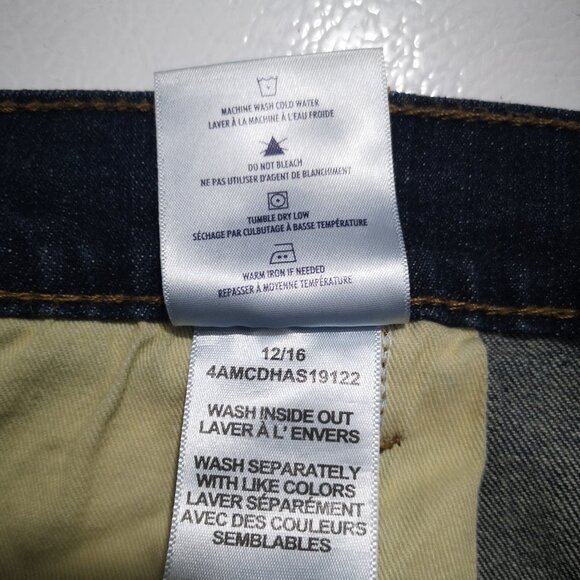 MACHINE WASH COLD WATER
LAVER À LA MACHINE À L'EAU FROIDE
DO NOT BLEACH
NE PAS UTILISER D'AGENT DE BLANCHIMENT
TUMBLE DRY LOW
SÉCHAGE PAR CULBUTAGE À BASSE TEMPÉRATURE
WARM IRON IF NEEDED
REPASSER À MOYENNE TEMPÉRATURE
12/16
4AMCDHAS19122
WASH INSIDE OUT
LAVER À L' ENVERS
WASH SEPARATELY
WITH LIKE COLORS
LAVER SÉPARÉMENT
AVEC DES COULEURS
SEMBLABLES